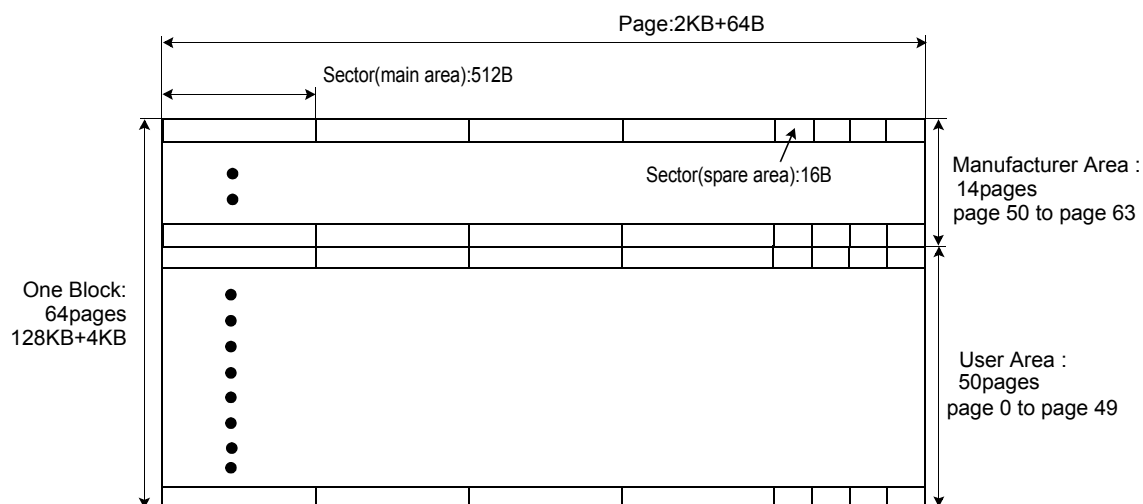 Page:2KB+64B
Sector(main area):512B
Sector(spare area):16B
Manufacturer Area :
14pages
page 50 to page 63
One Block:
64pages
128KB+4KB
User Area :
50pages
page 0 to page 49